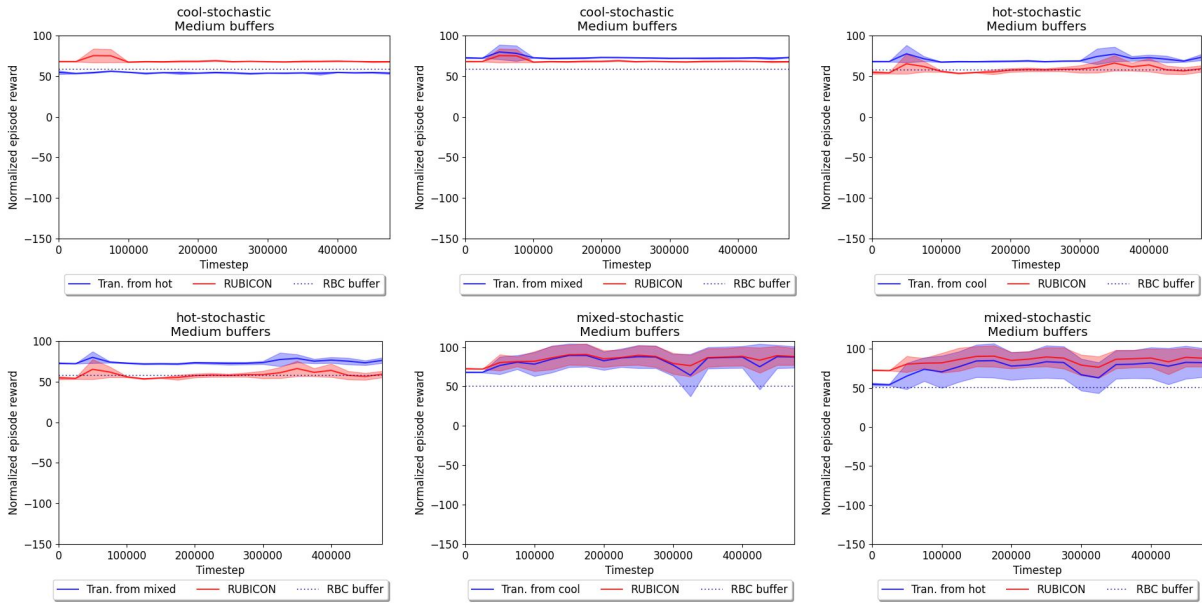 cool-stochastic
Medium buffers
100
50
0
−50
−100
−150
Normalized episode reward
0 100000 200000 300000 400000
Timestep
Tran. from hot RUBICON RBC buffer
cool-stochastic
Medium buffers
100
50
0
−50
−100
−150
Normalized episode reward
0 100000 200000 300000 400000
Timestep
Tran. from mixed RUBICON RBC buffer
hot-stochastic
Medium buffers
100
50
0
−50
−100
−150
Normalized episode reward
0 100000 200000 300000 400000
Timestep
Tran. from cool RUBICON RBC buffer
hot-stochastic
Medium buffers
100
50
0
−50
−100
−150
Normalized episode reward
0 100000 200000 300000 400000
Timestep
Tran. from mixed RUBICON RBC buffer
mixed-stochastic
Medium buffers
100
50
0
−50
−100
−150
Normalized episode reward
0 100000 200000 300000 400000
Timestep
Tran. from cool RUBICON RBC buffer
mixed-stochastic
Medium buffers
100
50
0
−50
−100
−150
Normalized episode reward
0 100000 200000 300000 400000
Timestep
Tran. from hot RUBICON RBC buffer